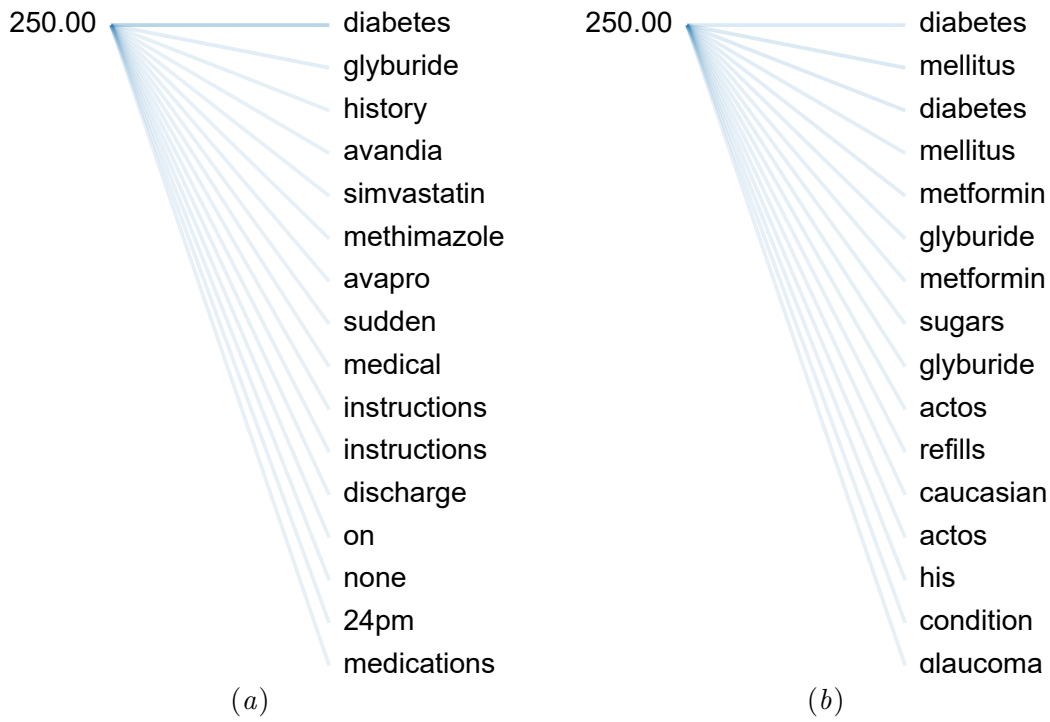 250.00
diabetes
glyburide
history
avandia
simvastatin
methimazole
avapro
sudden
medical
instructions
instructions
discharge
on
none
24pm
medications
(a)
250.00
diabetes
mellitus
diabetes
mellitus
metformin
glyburide
metformin
sugars
glyburide
actos
refills
caucasian
actos
his
condition
glaucoma
(b)